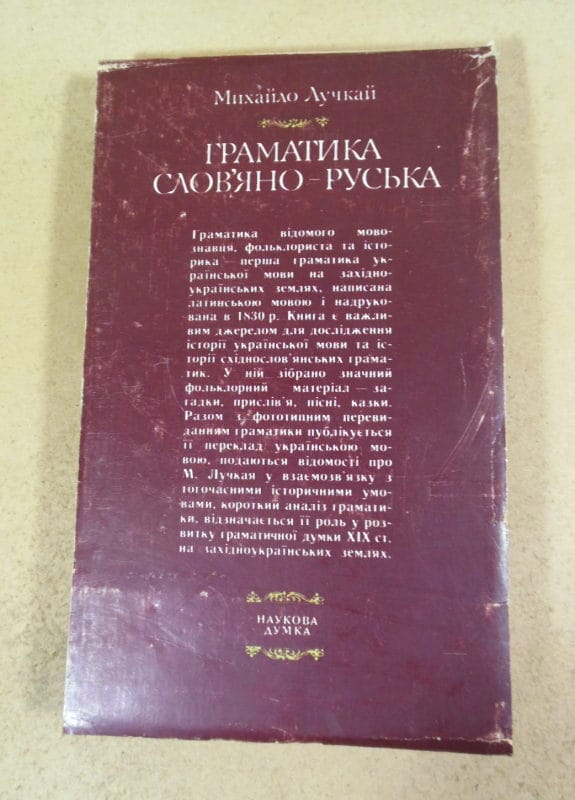 Михайло Лучкай
ГРАМАТИКА
СЛОВ'ЯНО-РУСЬКА
Граматика відомого мово-
знавця, фольклориста та істо-
рика — перша граматика ук-
раїнської мови на західно-
українських землях, написана
латинською мовою і надруко-
вана в 1830 р. Книга є важли-
вим джерелом для дослідження
історії української мови та іс-
торії східнослов'янських грама-
тик. У ній зібрано значний
фольклорний матеріал — за-
гадки, прислів'я, пісні, казки.
Разом з фототипним переви-
данням граматики публікується
її переклад українською мо-
вою, подаються відомості про
М. Лучкая у взаємозв'язку з
тогочасними історичними умо-
вами, короткий аналіз грамати-
ки, відзначається її роль у роз-
витку граматичної думки XIX ст.
на західноукраїнських землях.
НАУКОВА
ДУМКА